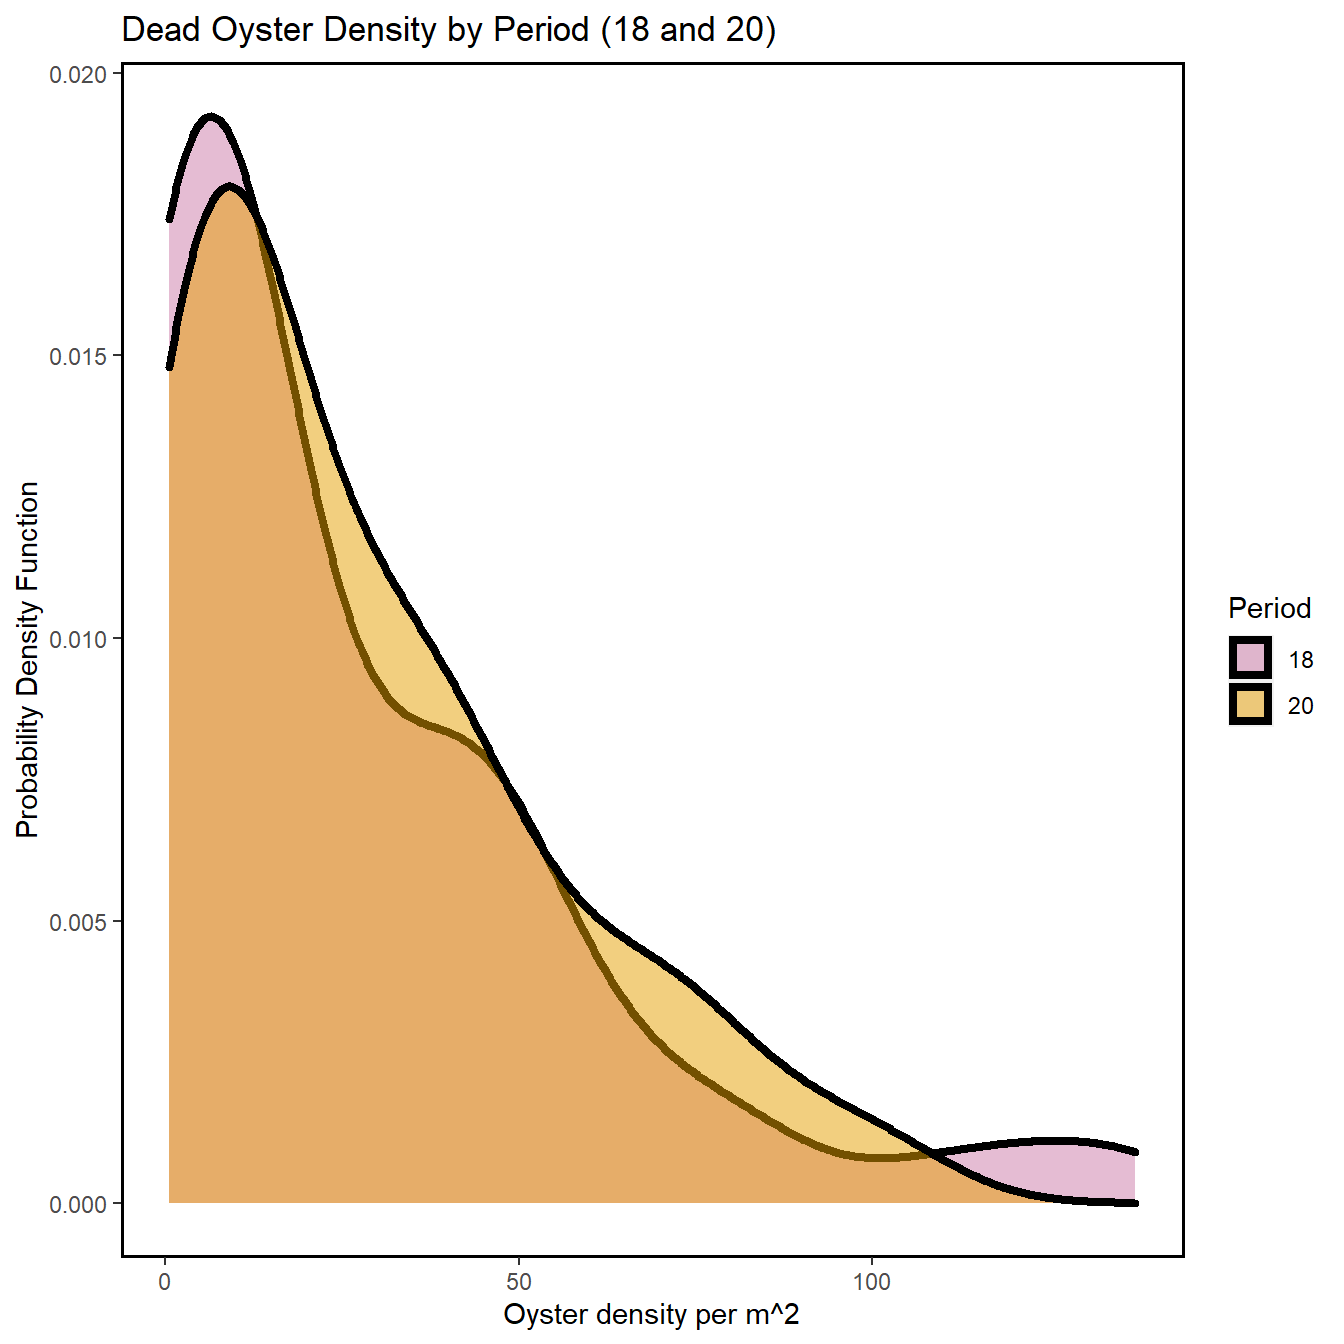 Dead Oyster Density by Period (18 and 20)
0.020
0.015
0.010
0.005
0.000
Probability Density Function
0 50 100
Oyster density per m^2
Period
18
20